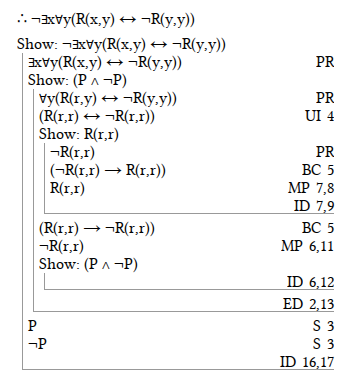 ∴ ¬∃x∀y(R(x,y) ↔ ¬R(y,y))
Show: ¬∃x∀y(R(x,y) ↔ ¬R(y,y))
∃x∀y(R(x,y) ↔ ¬R(y,y)) PR
Show: (P ∧ ¬P)
∀y(R(r,y) ↔ ¬R(y,y)) PR
(R(r,r) ↔ ¬R(r,r)) UI 4
Show: R(r,r)
¬R(r,r) PR
(¬R(r,r) → R(r,r)) BC 5
R(r,r) MP 7,8
ID 7,9
(R(r,r) → ¬R(r,r)) BC 5
¬R(r,r) MP 6,11
Show: (P ∧ ¬P)
ID 6,12
ED 2,13
P S 3
¬P S 3
ID 16,17